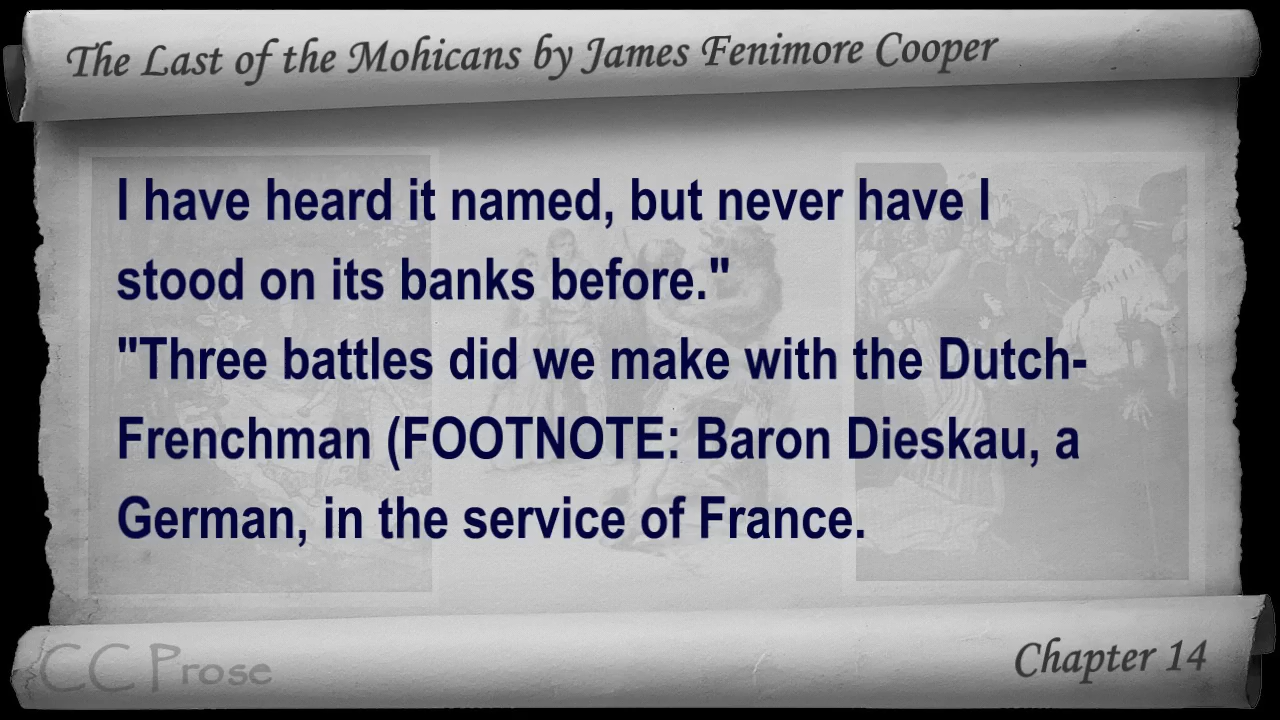 The Last of the Mohicans by James Fenimore Cooper
I have heard it named, but never have I
stood on its banks before."
"Three battles did we make with the Dutch-
Frenchman (FOOTNOTE: Baron Dieskau, a
German, in the service of France.
CC Prose
Chapter 14